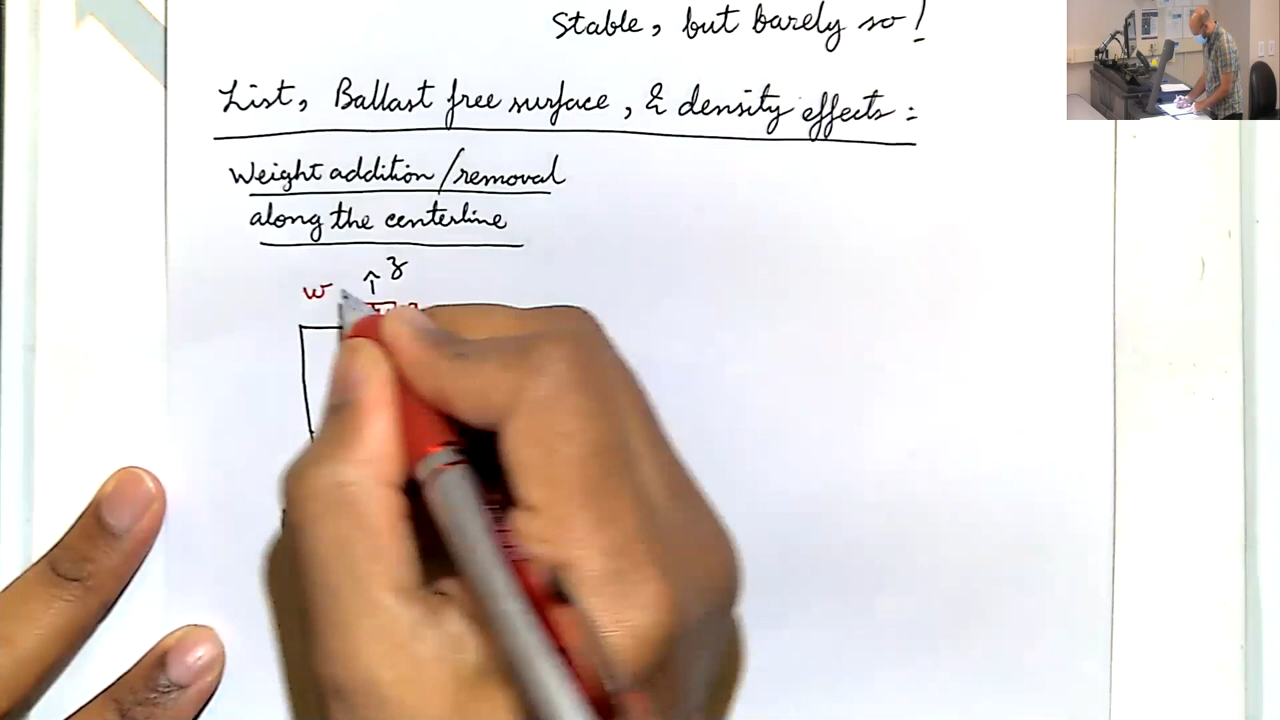 Stable, but barely so!
List, Ballast free surface, & density effects:
Weight addition/removal
along the centerline
z
w